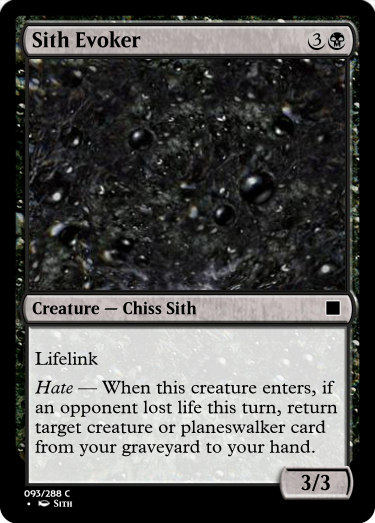 Sith Evoker 3
Creature — Chiss Sith
Lifelink
Hate — When this creature enters, if
an opponent lost life this turn, return
target creature or planeswalker card
from your graveyard to your hand.
3/3
093/288 C
• Sith